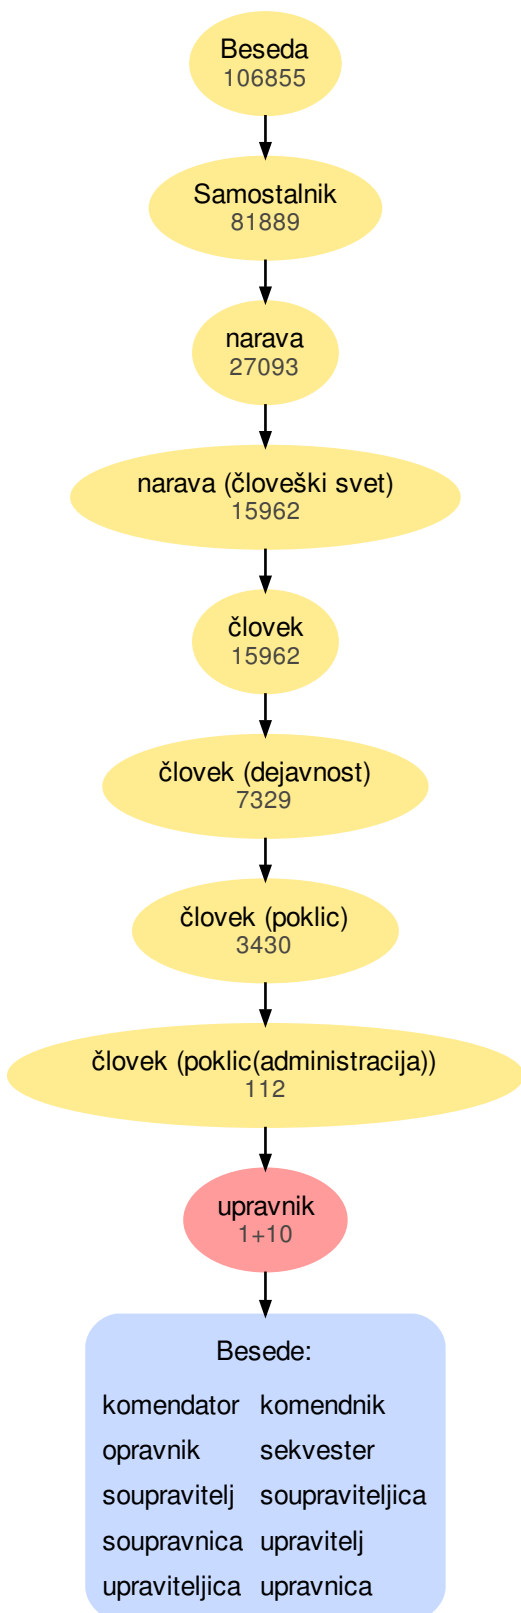 Beseda
106855
Samostalnik
81889
narava
27093
narava (človeški svet)
15962
človek
15962
človek (dejavnost)
7329
človek (poklic)
3430
človek (poklic(administracija))
112
upravnik
1+10
Besede:
komendator komendnik
opravnik sekvester
soupravitelj soupraviteljica
soupravnica upravitelj
upraviteljica upravnica